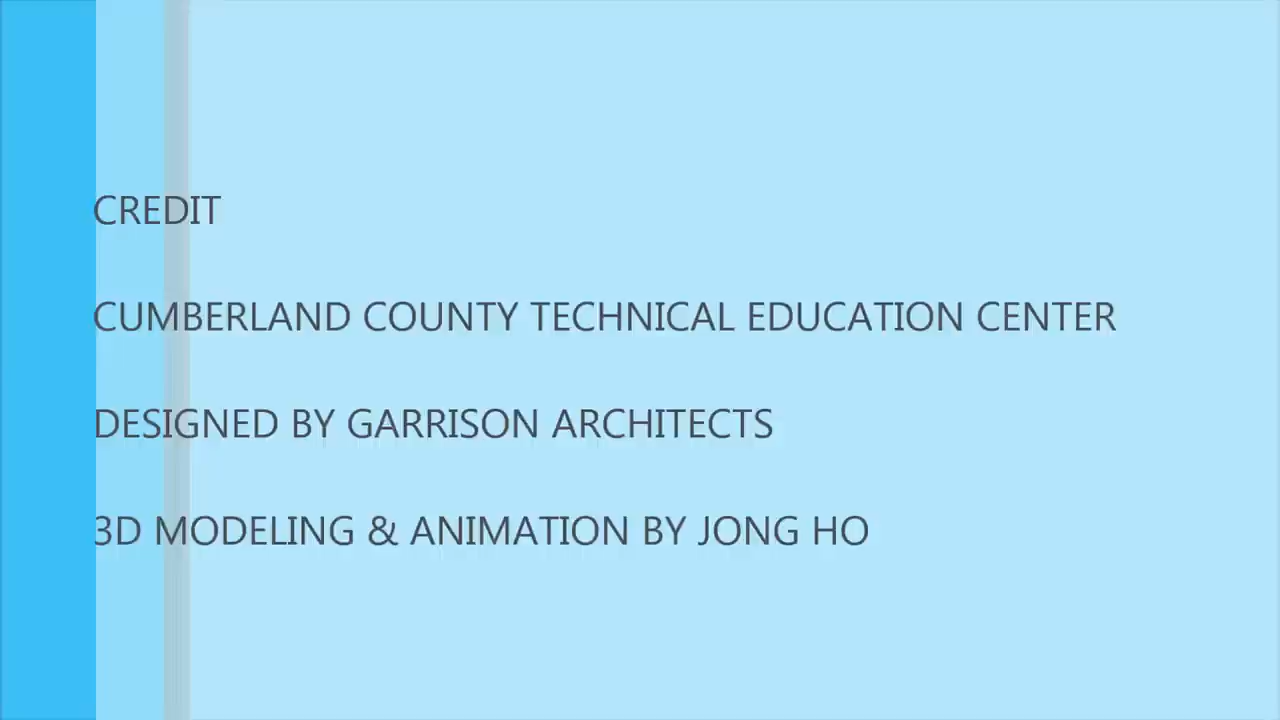 CREDIT
CUMBERLAND COUNTY TECHNICAL EDUCATION CENTER
DESIGNED BY GARRISON ARCHITECTS
3D MODELING & ANIMATION BY JONG HO